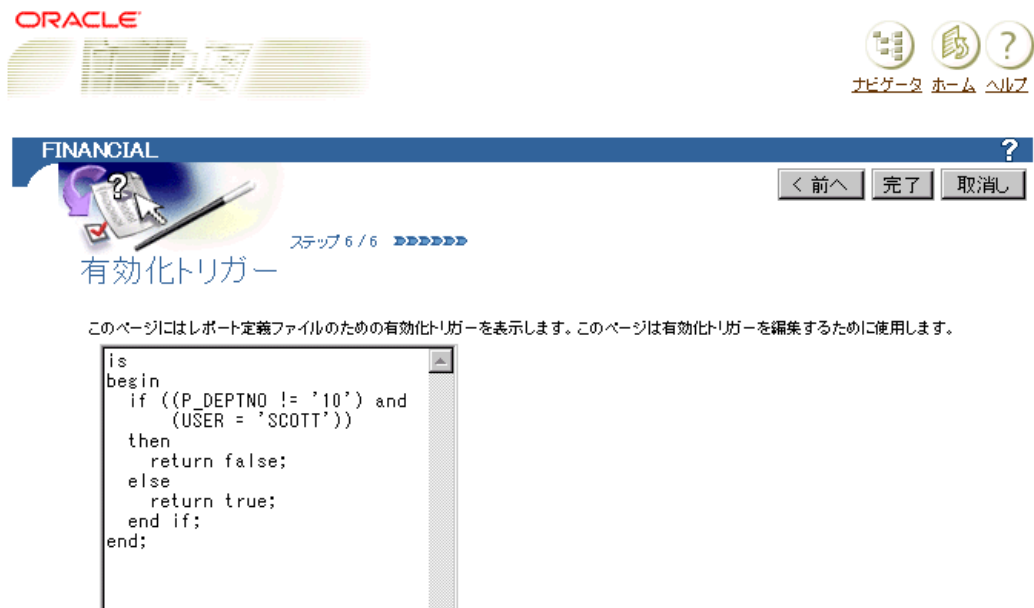 ORACLE
ナビゲータ ホーム ヘルプ
FINANCIAL ?
< 前へ 完了 取消し
ステップ 6 / 6
有効化トリガー
このページにはレポート定義ファイルのための有効化トリガーを表示します。このページは有効化トリガーを編集するために使用します。
is
begin
if ((P_DEPTNO != '10') and
(USER = 'SCOTT'))
then
return false;
else
return true;
end if;
end;